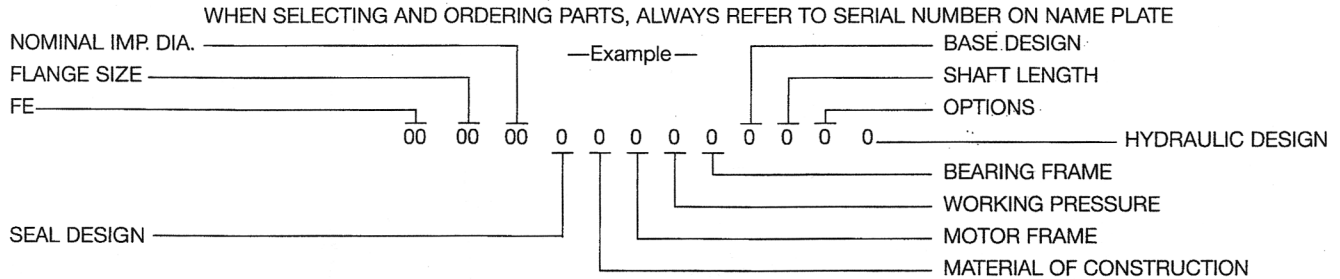 WHEN SELECTING AND ORDERING PARTS, ALWAYS REFER TO SERIAL NUMBER ON NAME PLATE
NOMINAL IMP. DIA. —Example— BASE DESIGN
FLANGE SIZE SHAFT LENGTH
FE OPTIONS
00 00 00 0 0 0 0 0 0 0 0 0 HYDRAULIC DESIGN
BEARING FRAME
WORKING PRESSURE
SEAL DESIGN MOTOR FRAME
MATERIAL OF CONSTRUCTION